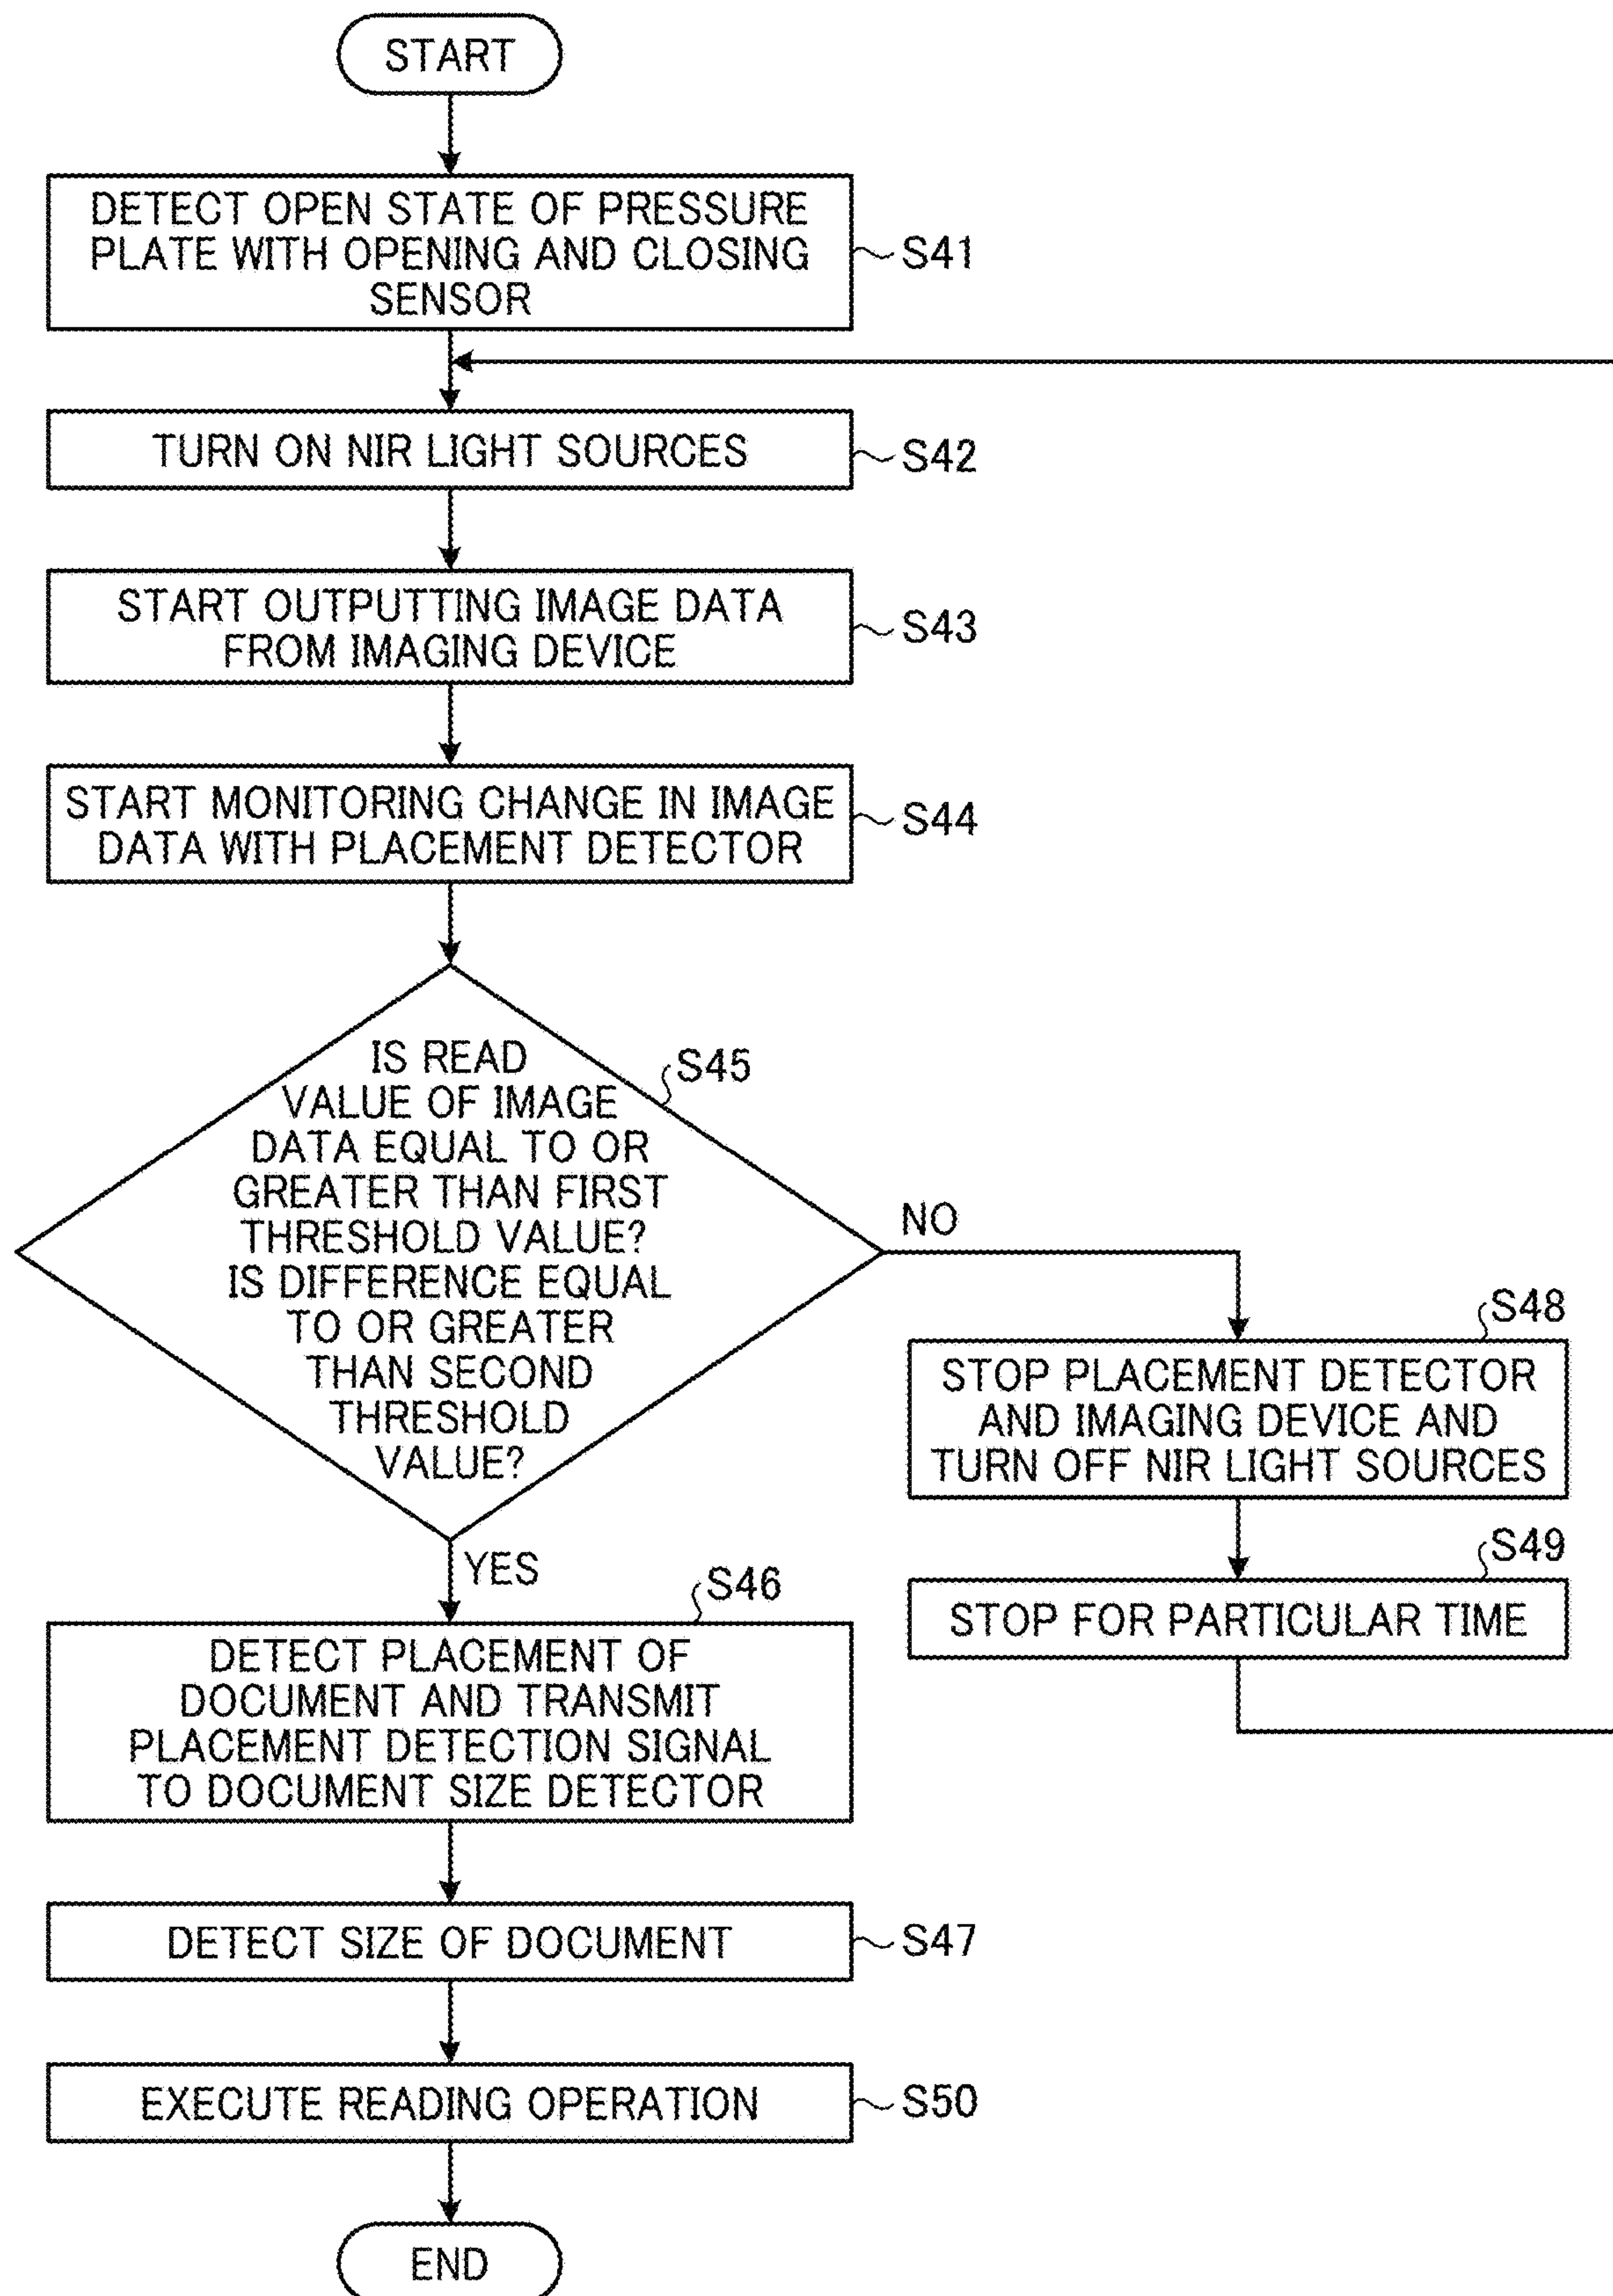 START
DETECT OPEN STATE OF PRESSURE
PLATE WITH OPENING AND CLOSING
SENSOR
S41
TURN ON NIR LIGHT SOURCES
S42
START OUTPUTTING IMAGE DATA
FROM IMAGING DEVICE
S43
START MONITORING CHANGE IN IMAGE
DATA WITH PLACEMENT DETECTOR
S44
IS READ
VALUE OF IMAGE
DATA EQUAL TO OR
GREATER THAN FIRST
THRESHOLD VALUE?
IS DIFFERENCE EQUAL
TO OR GREATER
THAN SECOND
THRESHOLD
VALUE?
S45
NO
S48
STOP PLACEMENT DETECTOR
AND IMAGING DEVICE AND
TURN OFF NIR LIGHT SOURCES
S49
STOP FOR PARTICULAR TIME
YES
S46
DETECT PLACEMENT OF
DOCUMENT AND TRANSMIT
PLACEMENT DETECTION SIGNAL
TO DOCUMENT SIZE DETECTOR
DETECT SIZE OF DOCUMENT
S47
EXECUTE READING OPERATION
S50
END